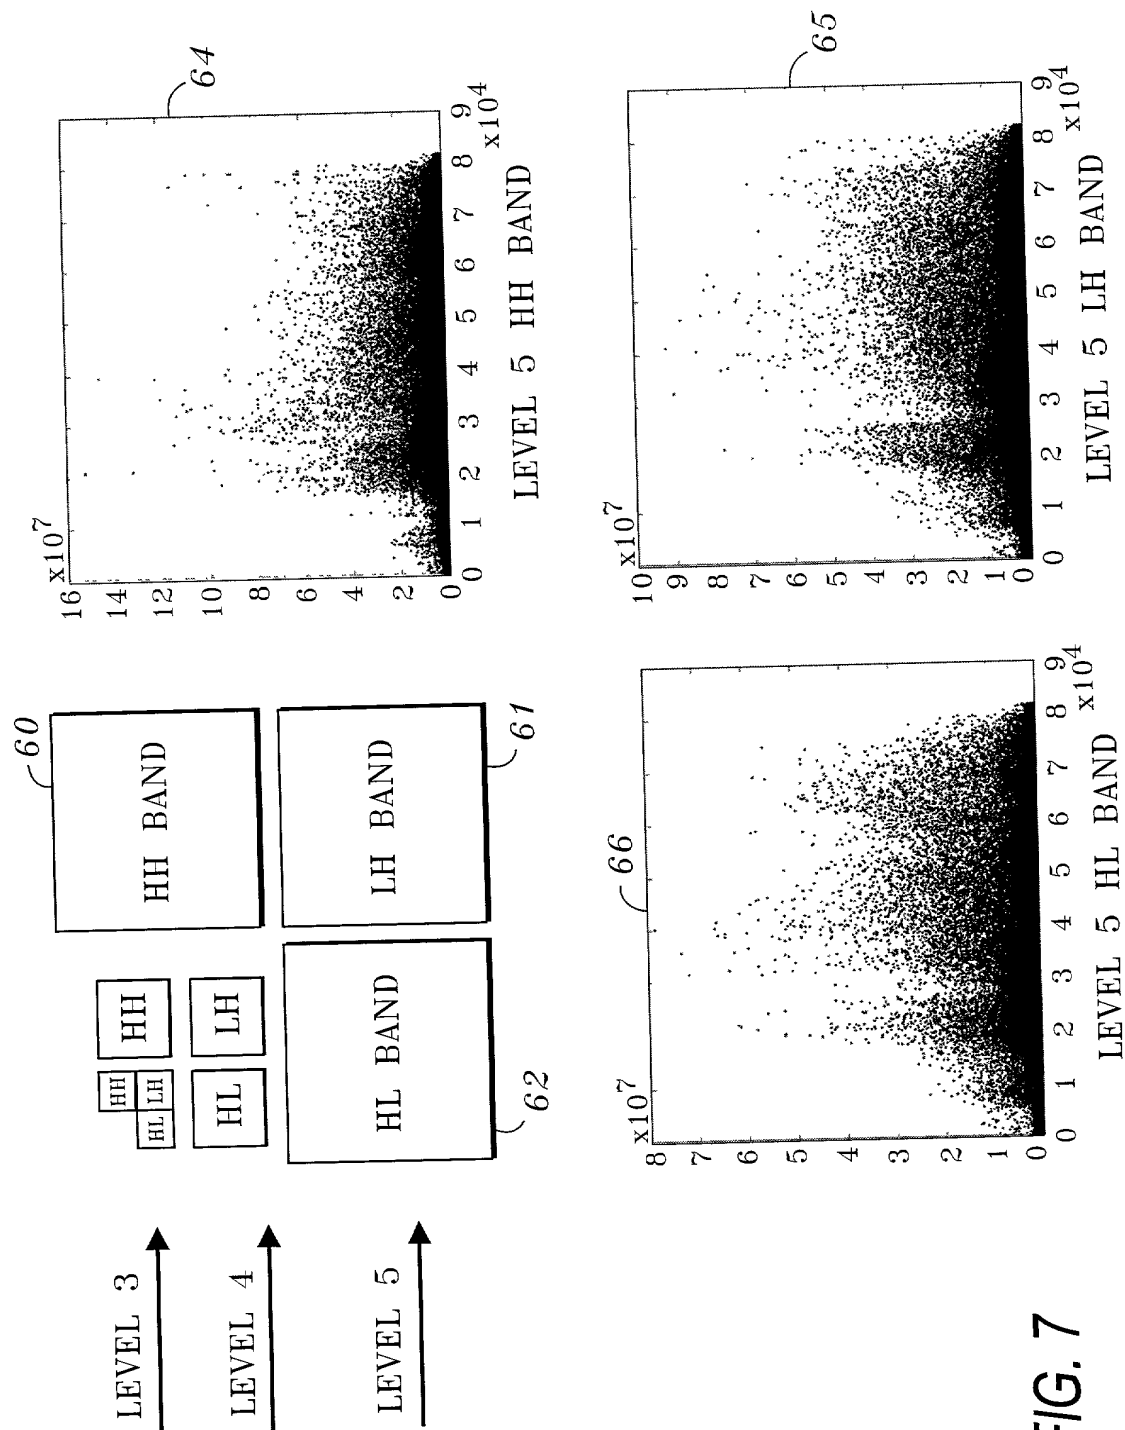 LEVEL 3
LEVEL 4
LEVEL 5
HH
HL
LH
HH
HL
LH
HH BAND
60
HL BAND
62
LH BAND
61
x10^7
16
14
12
10
8
6
4
2
0
0 1 2 3 4 5 6 7 8 9
x10^4
LEVEL 5 HH BAND
64
x10^7
8
7
6
5
4
3
2
1
0
0 1 2 3 4 5 6 7 8 9
x10^4
LEVEL 5 HL BAND
66
x10^7
10
9
8
7
6
5
4
3
2
1
0
0 1 2 3 4 5 6 7 8 9
x10^4
LEVEL 5 LH BAND
65
FIG. 7